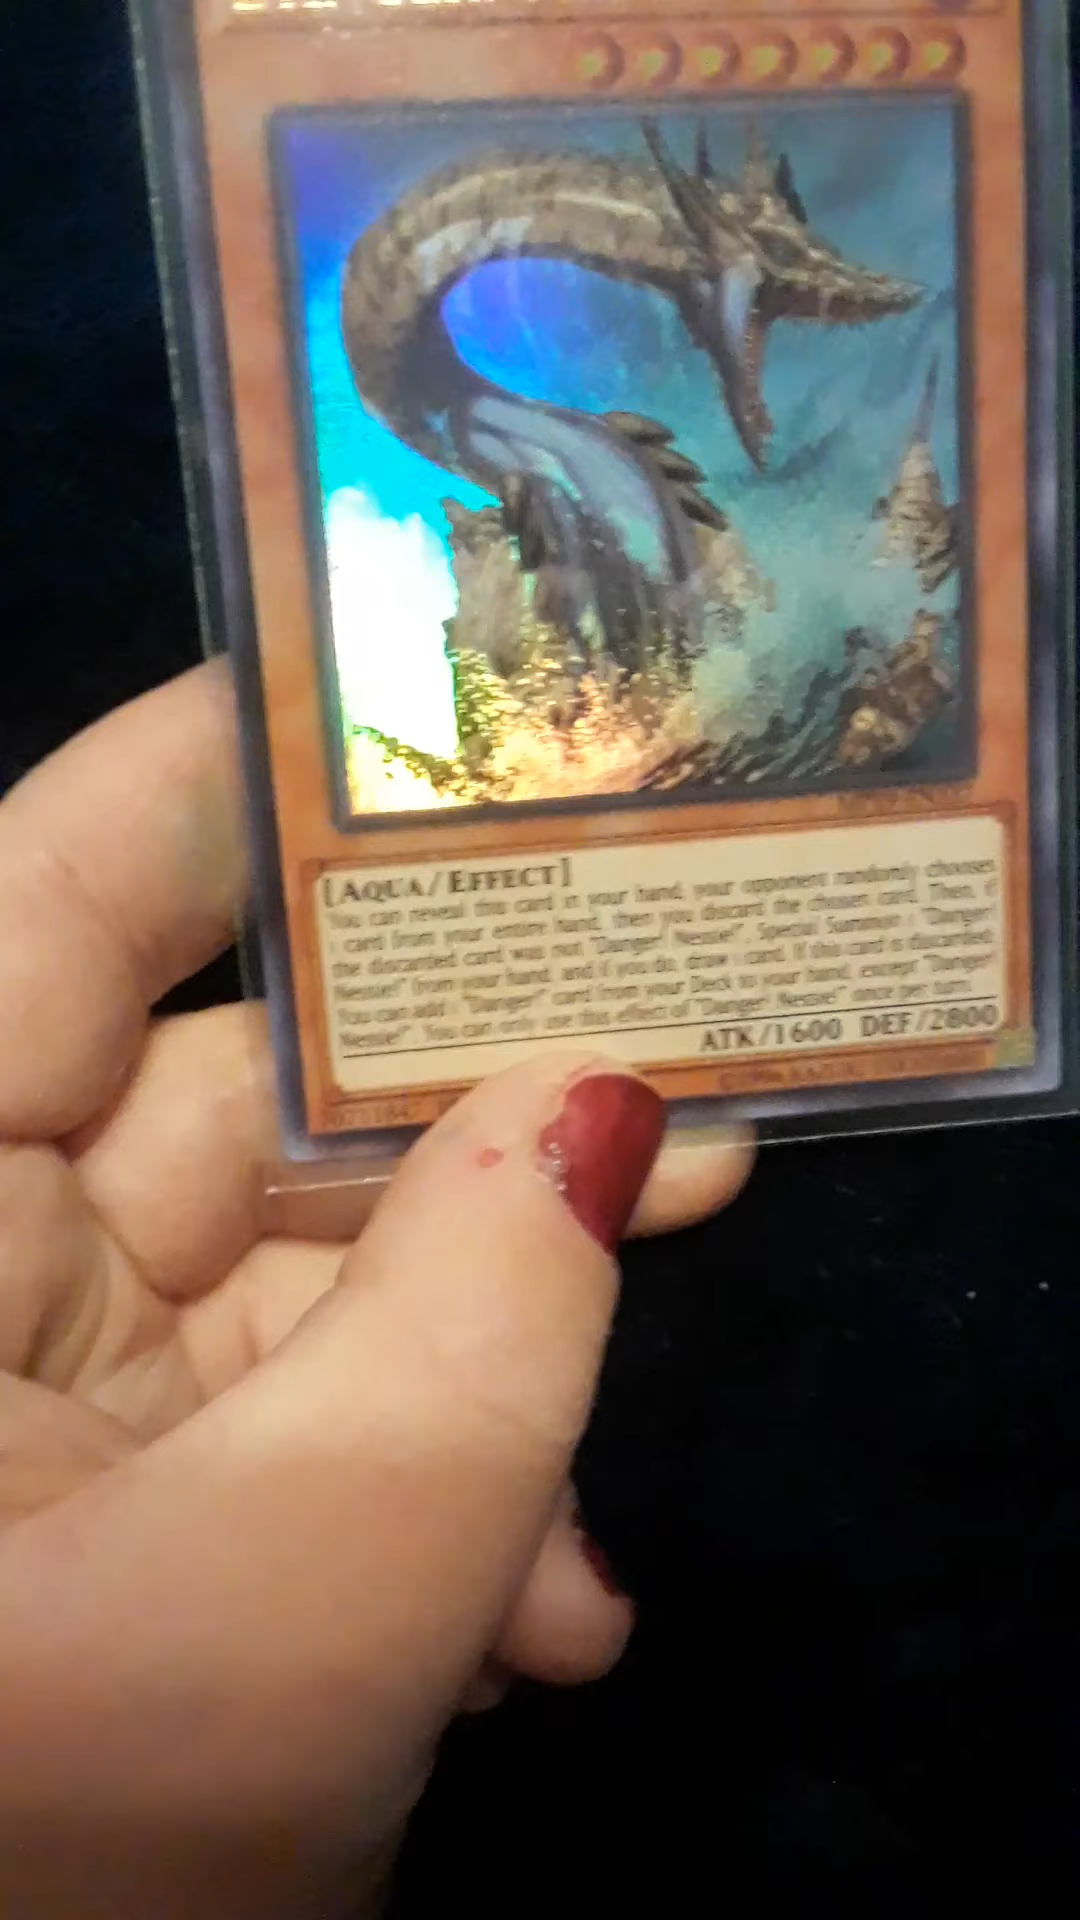 [AQUA/EFFECT]
You can reveal this card in your hand; your opponent randomly chooses
1 card from your entire hand, then you discard the chosen card. Then, if
the discarded card was not "Danger! Nessie!", Special Summon 1 "Danger!
Nessie!" from your hand, and if you do, draw 1 card. If this card is discarded:
You can add 1 "Danger!" card from your Deck to your hand, except "Danger!
Nessie!". You can only use this effect of "Danger! Nessie!" once per turn.
ATK/1600 DEF/2800